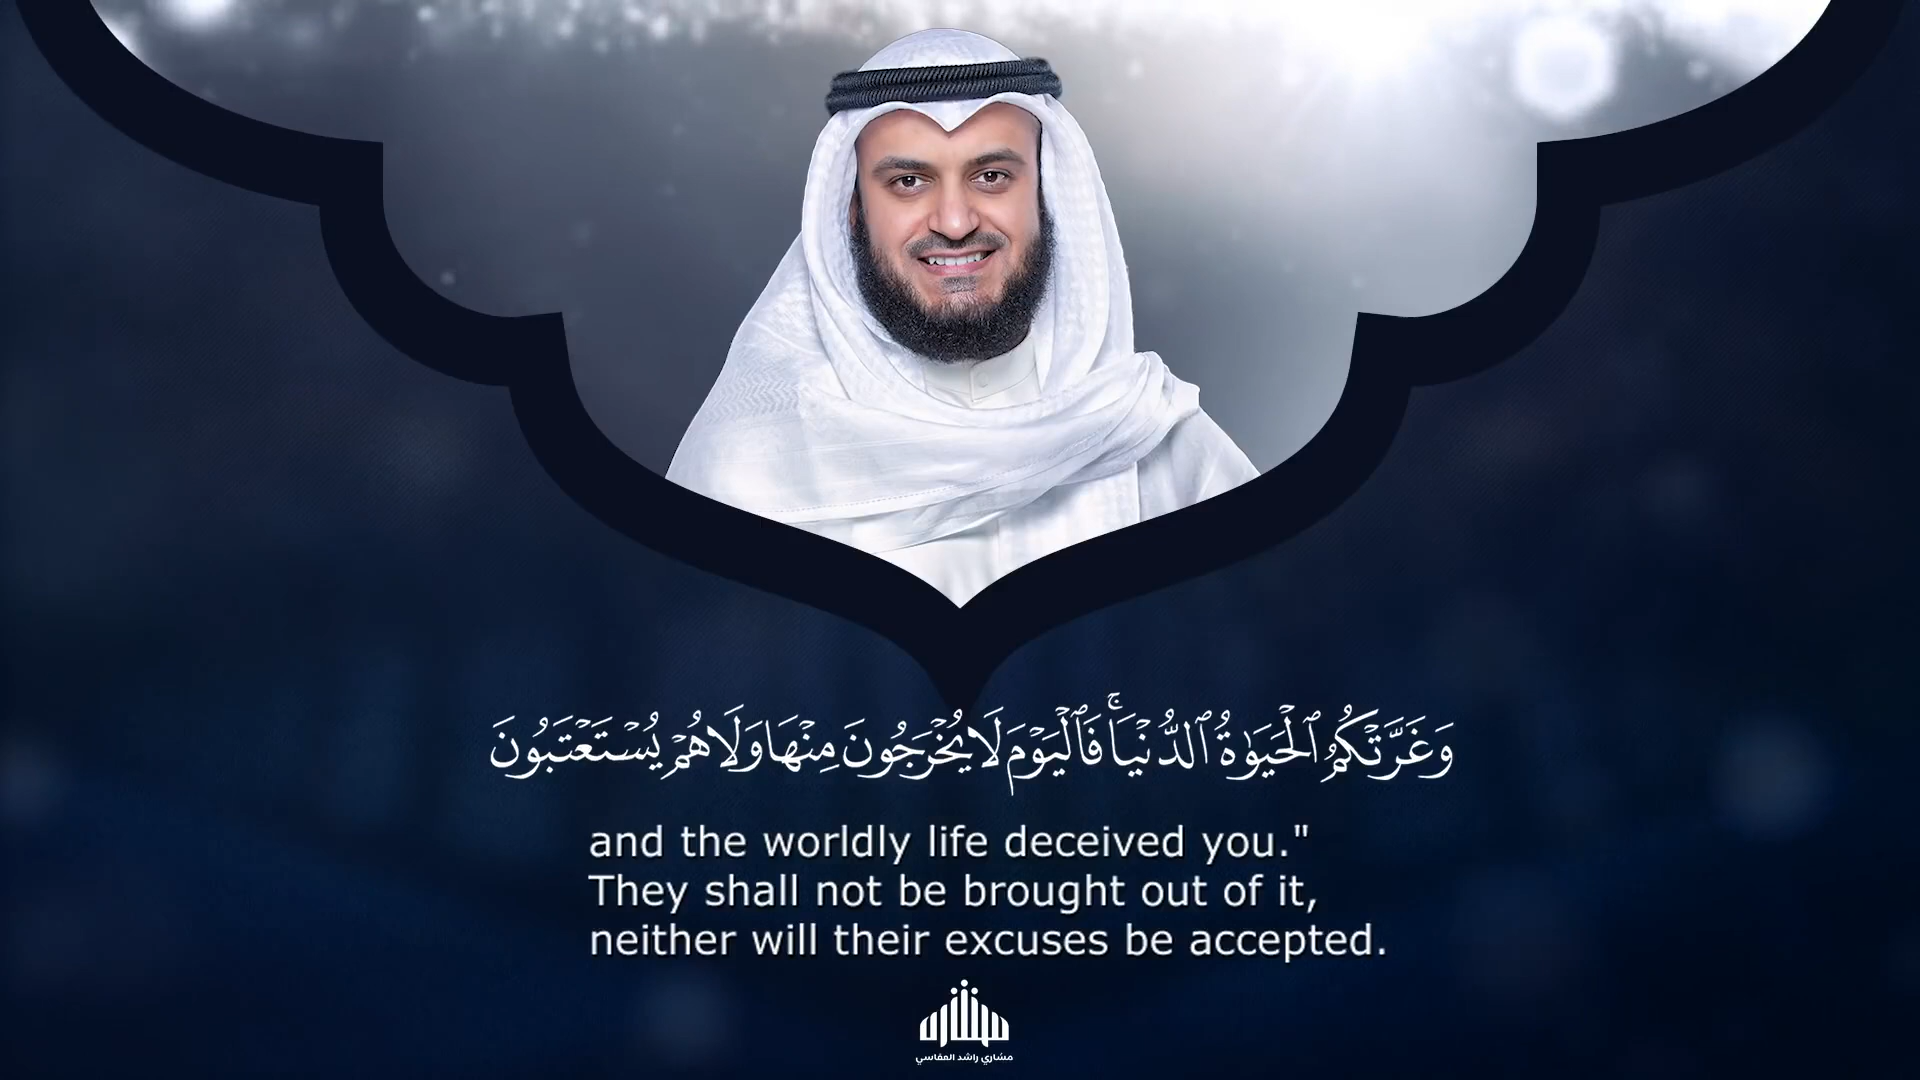 وَغَرَّتْكُمُ ٱلْحَيَوٰةُ ٱلدُّنْيَاۚ فَٱلْيَوْمَ لَا يُخْرَجُونَ مِنْهَا وَلَا هُمْ يُسْتَعْتَبُونَ
and the worldly life deceived you."
They shall not be brought out of it,
neither will their excuses be accepted.
مشاري راشد العفاسي